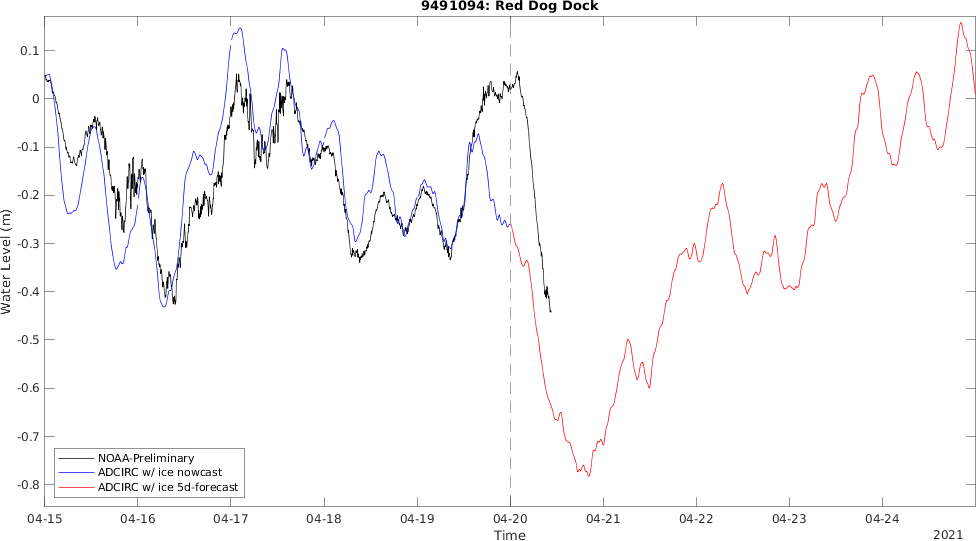 9491094: Red Dog Dock
0.1
0
-0.1
-0.2
-0.3
-0.4
-0.5
-0.6
-0.7
-0.8
Water Level (m)
NOAA-Preliminary
ADCIRC w/ ice nowcast
ADCIRC w/ ice 5d-forecast
04-15 04-16 04-17 04-18 04-19 04-20 04-21 04-22 04-23 04-24
Time
2021